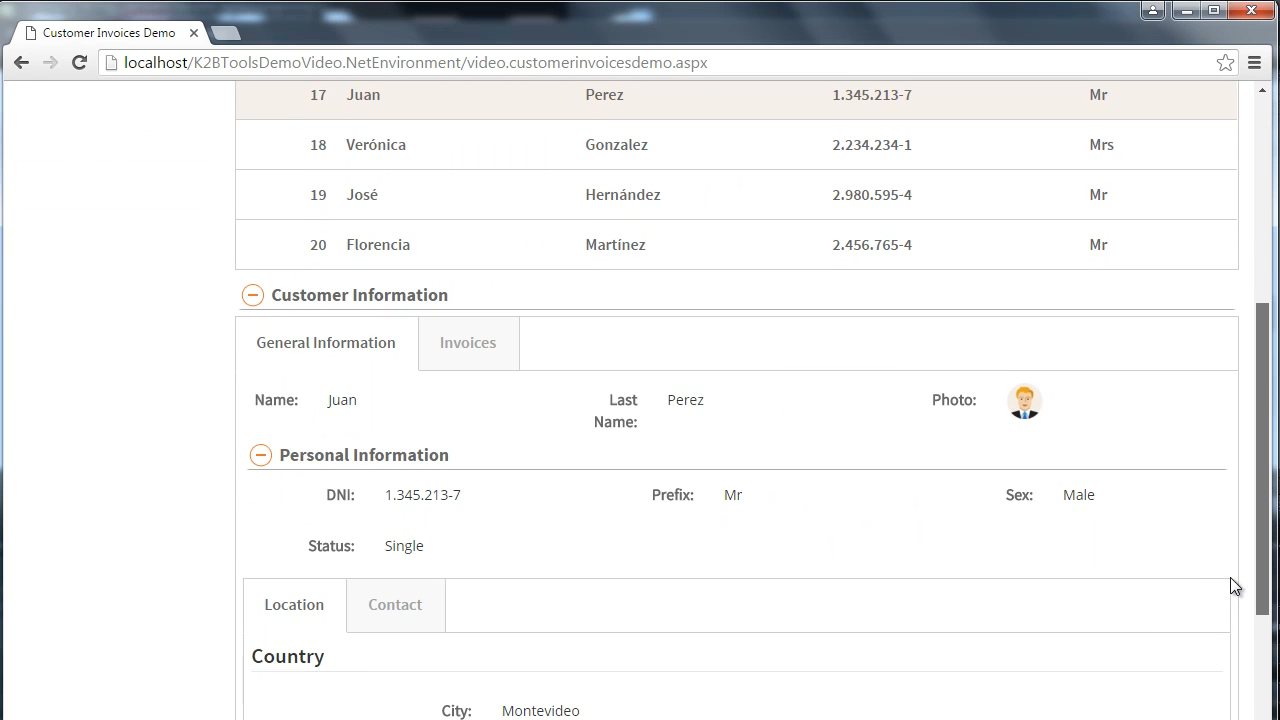 Customer Invoices Demo
localhost/K2BToolsDemoVideo.NetEnvironment/video.customerinvoicesdemo.aspx
17 Juan Perez 1.345.213-7 Mr
18 Verónica Gonzalez 2.234.234-1 Mrs
19 José Hernández 2.980.595-4 Mr
20 Florencia Martínez 2.456.765-4 Mr
Customer Information
General Information Invoices
Name: Juan Last Name: Perez Photo:
Personal Information
DNI: 1.345.213-7 Prefix: Mr Sex: Male
Status: Single
Location Contact
Country
City: Montevideo